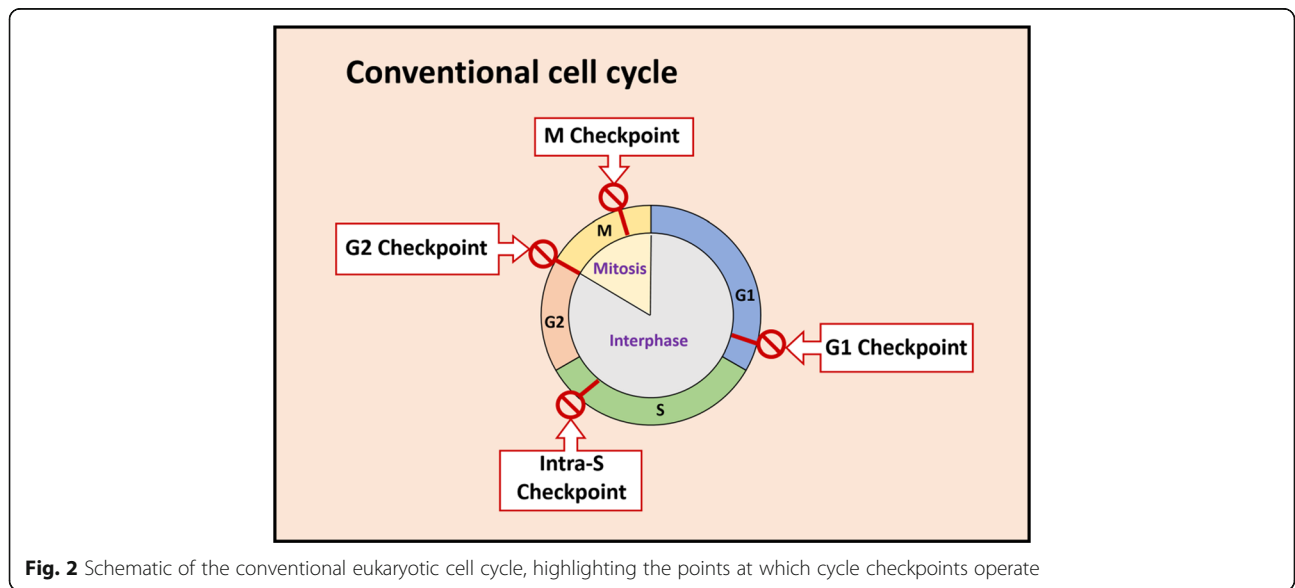 Conventional cell cycle
M Checkpoint
G2 Checkpoint
M
Mitosis
G1
G2
Interphase
G1 Checkpoint
S
Intra-S
Checkpoint
Fig. 2 Schematic of the conventional eukaryotic cell cycle, highlighting the points at which cycle checkpoints operate